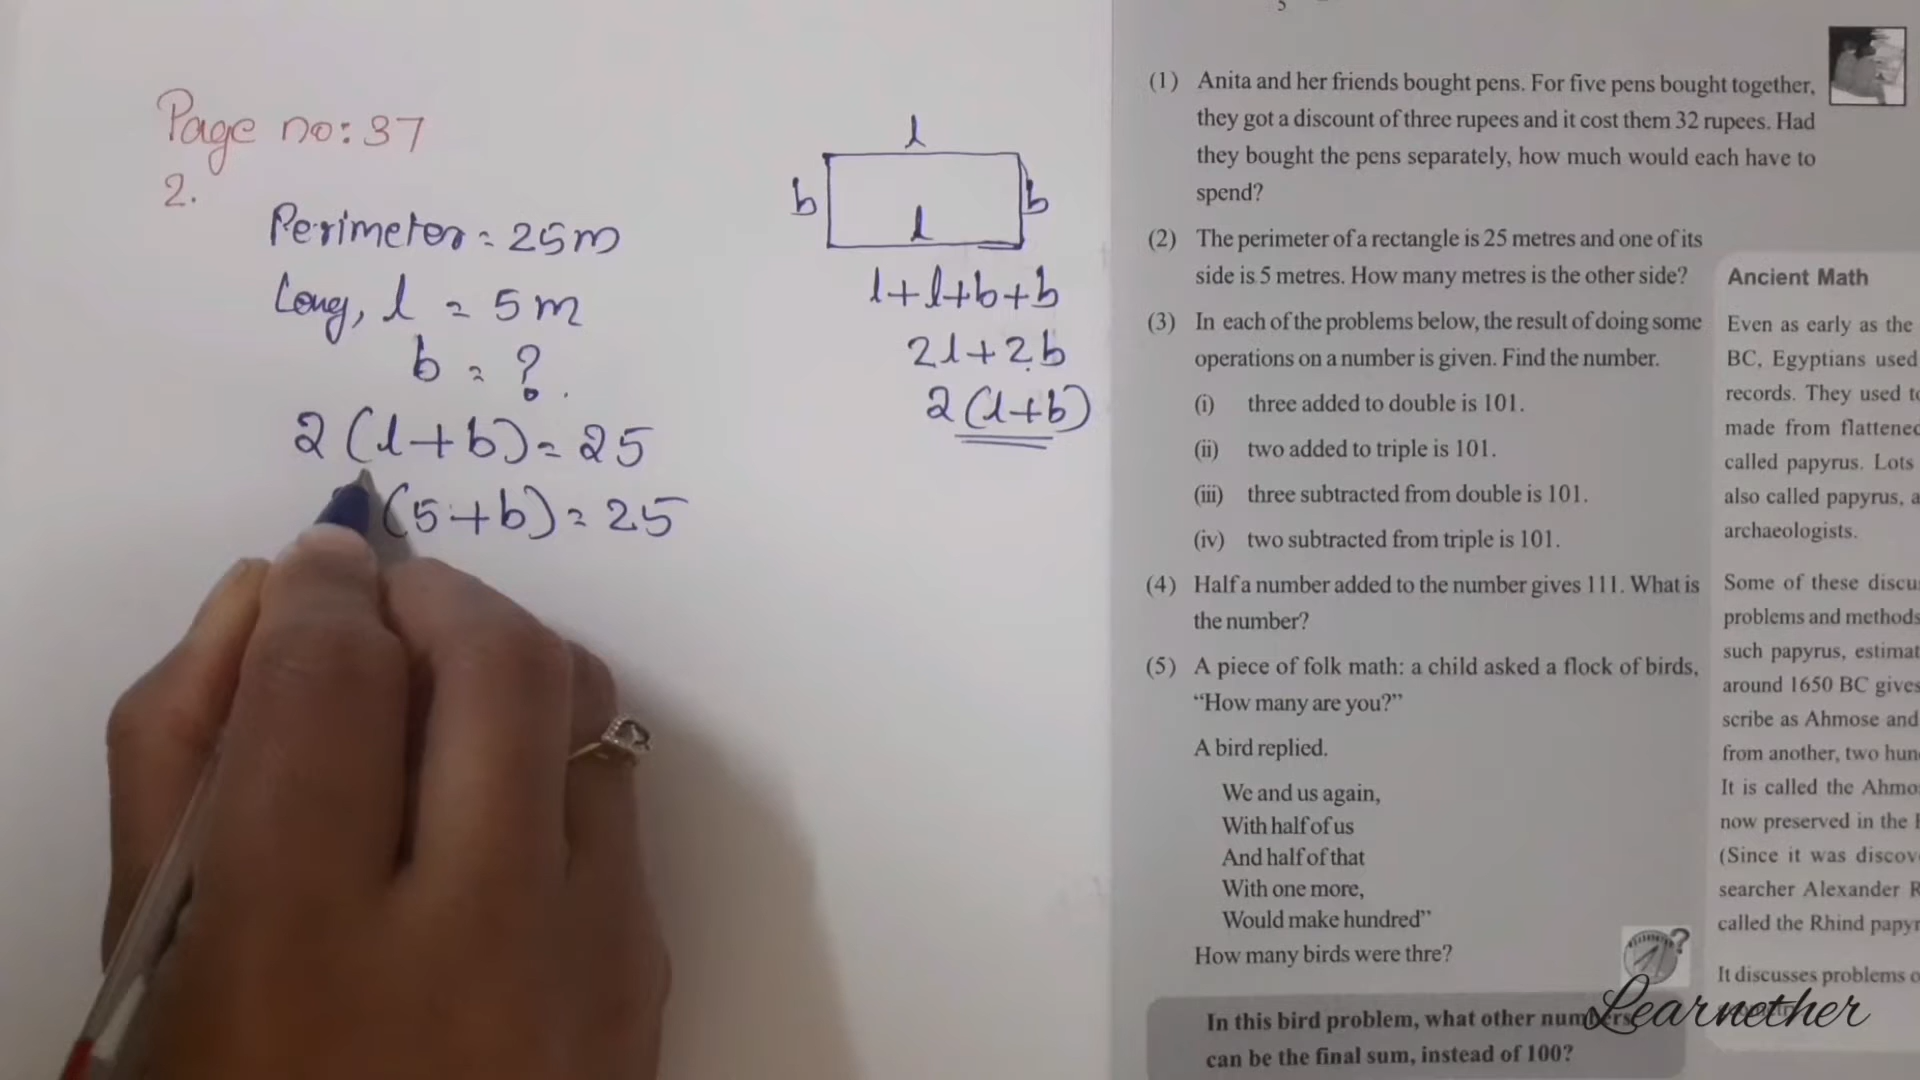 Page no: 37
2.
Perimeter = 25m
Long, l = 5m
b = ?
2(l+b) = 25
(5+b) = 25
l
b
b
l
l+l+b+b
2l+2b
2(l+b)
5
(1) Anita and her friends bought pens. For five pens bought together,
they got a discount of three rupees and it cost them 32 rupees. Had
they bought the pens separately, how much would each have to
spend?
(2) The perimeter of a rectangle is 25 metres and one of its
side is 5 metres. How many metres is the other side?
(3) In each of the problems below, the result of doing some
operations on a number is given. Find the number.
(i) three added to double is 101.
(ii) two added to triple is 101.
(iii) three subtracted from double is 101.
(iv) two subtracted from triple is 101.
(4) Half a number added to the number gives 111. What is
the number?
(5) A piece of folk math: a child asked a flock of birds,
“How many are you?”
A bird replied.
We and us again,
With half of us
And half of that
With one more,
Would make hundred”
How many birds were thre?
In this bird problem, what other numbers
can be the final sum, instead of 100?
Ancient Math
Even as early as the
BC, Egyptians used
records. They used to
made from flattened
called papyrus. Lots
also called papyrus, a
archaeologists.
Some of these discu
problems and methods
such papyrus, estimat
around 1650 BC gives
scribe as Ahmose and
from another, two hun
It is called the Ahmo
now preserved in the
(Since it was discov
searcher Alexander R
called the Rhind papyr
It discusses problems o
?
Learnether